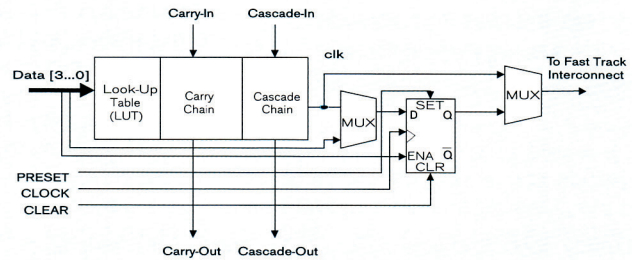 Carry-In
Cascade-In
clk
To Fast Track
Interconnect
Data [3...0]
Look-Up
Table
(LUT)
Carry
Chain
Cascade
Chain
MUX
SET
D Q
ENA Q
CLR
MUX
PRESET
CLOCK
CLEAR
Carry-Out
Cascade-Out